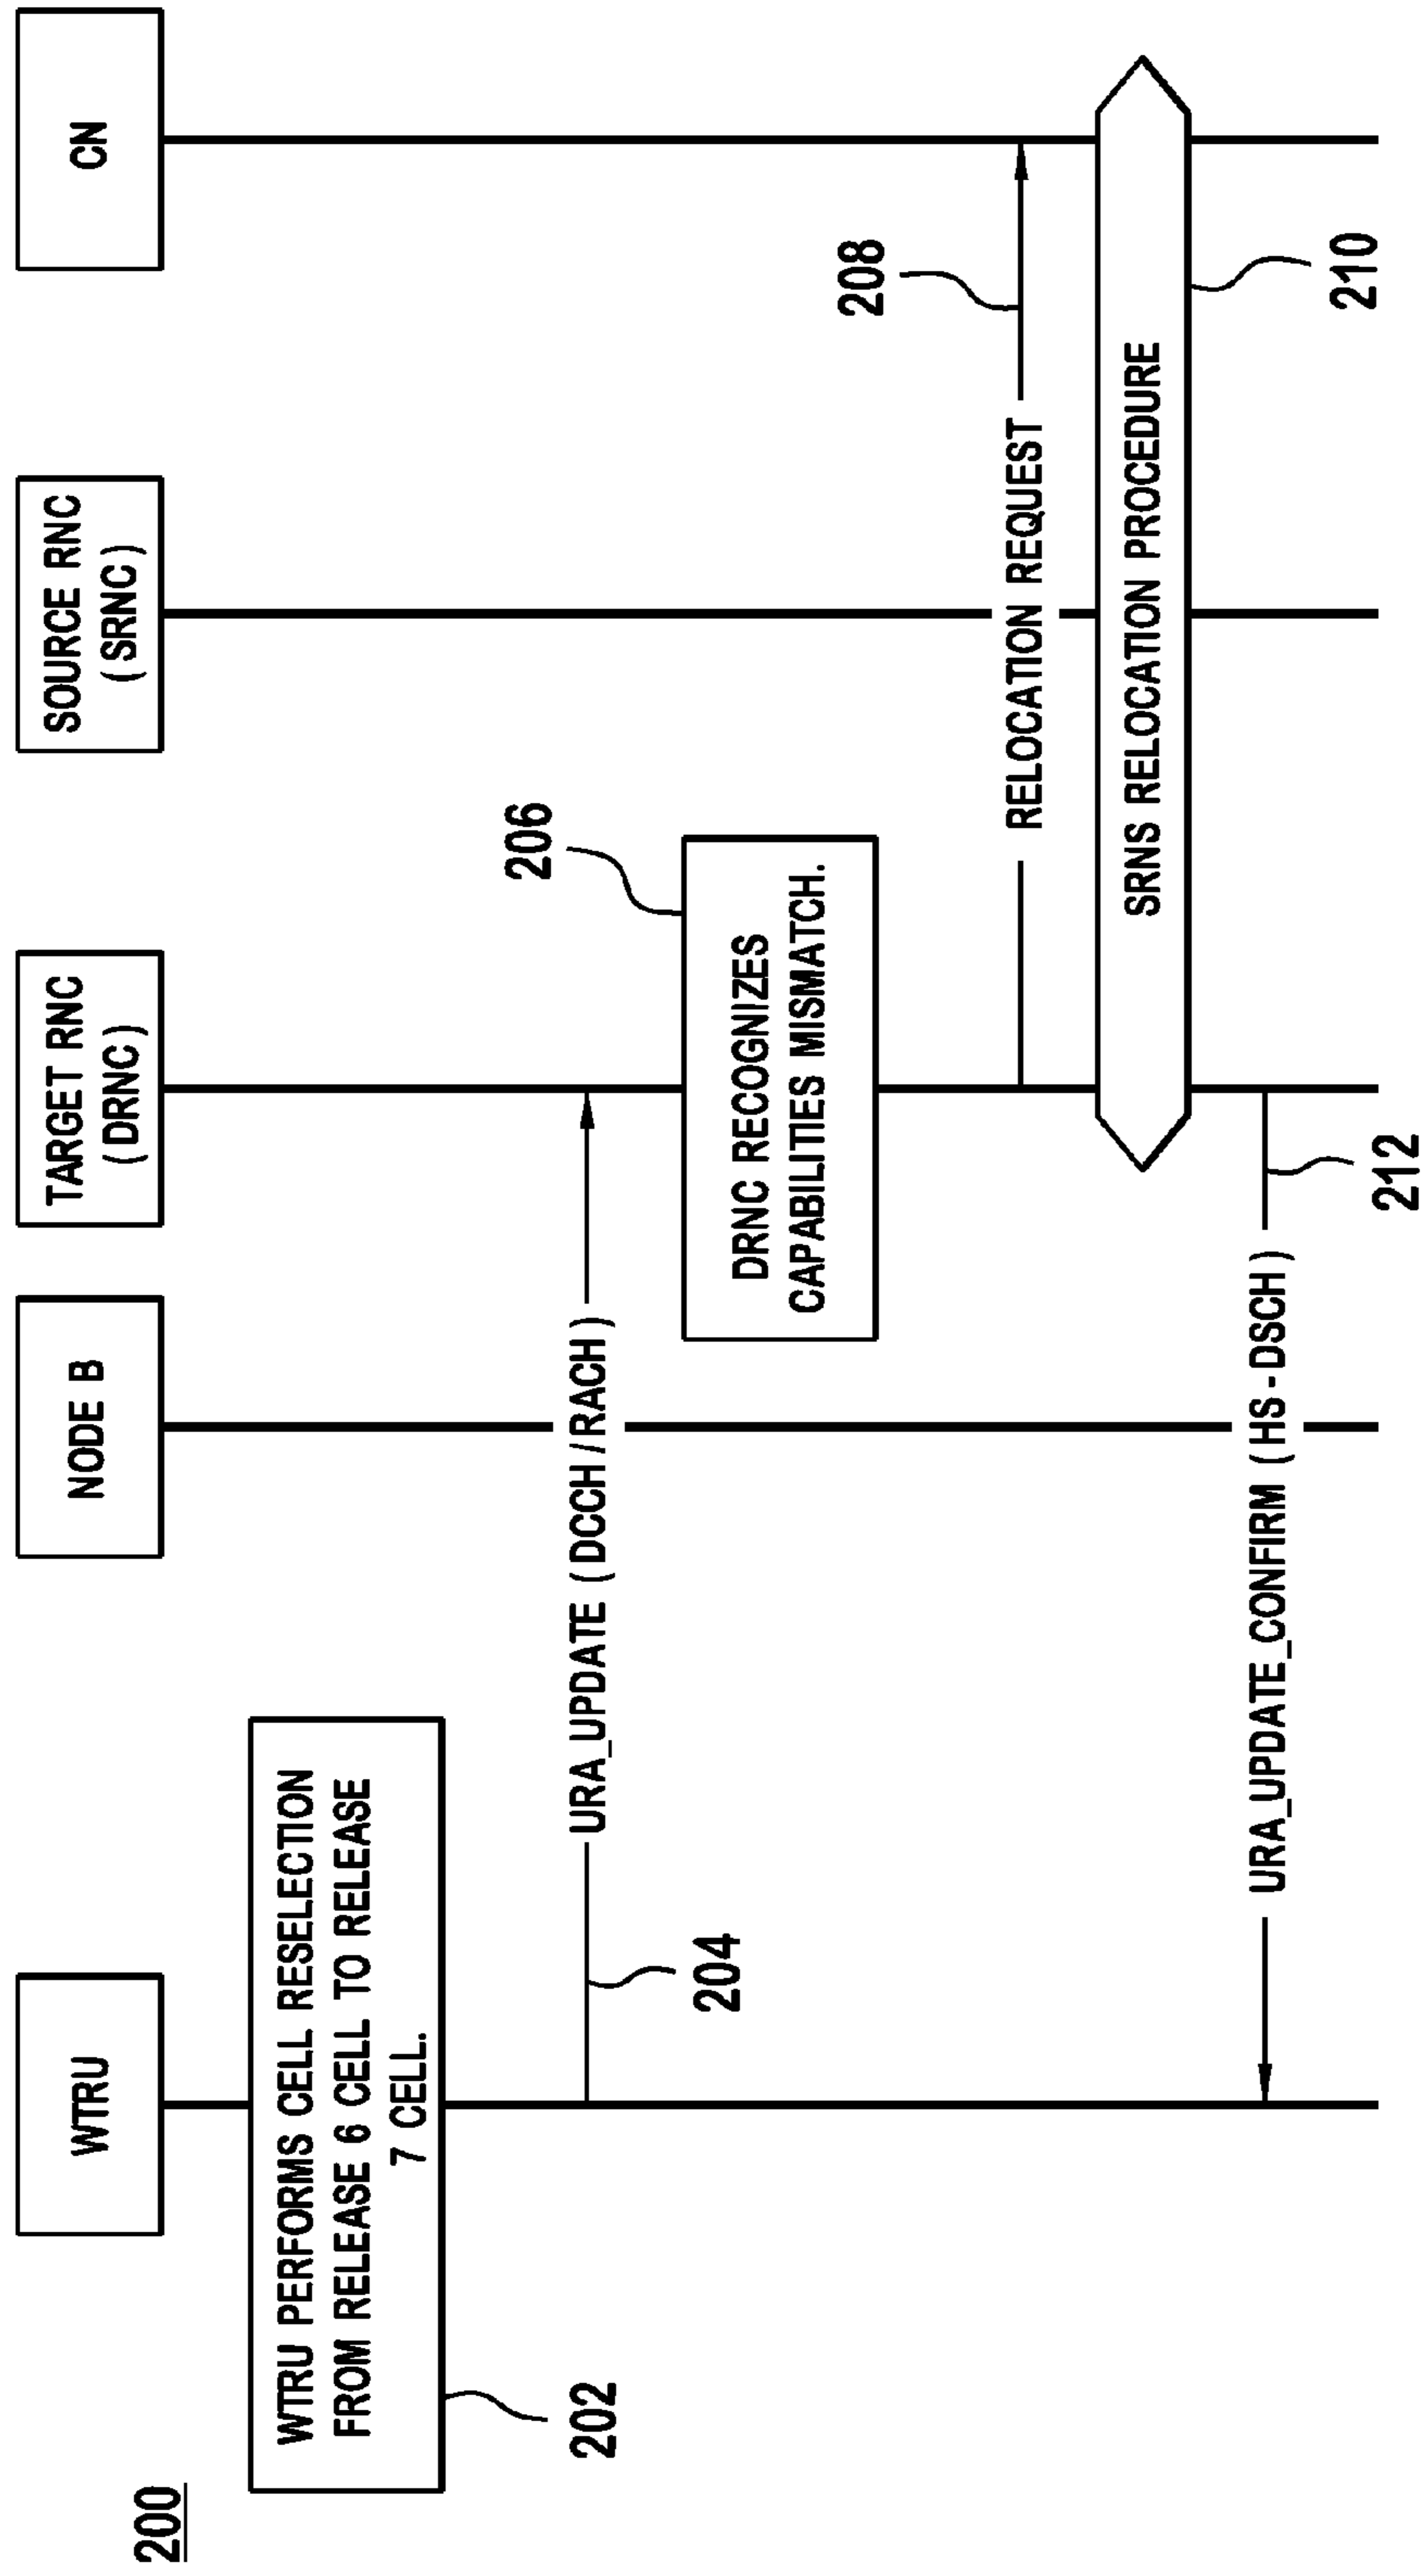 200
WTRU
NODE B
TARGET RNC
(DRNC)
SOURCE RNC
(SRNC)
CN
WTRU PERFORMS CELL RESELECTION
FROM RELEASE 6 CELL TO RELEASE
7 CELL.
202
URA_UPDATE (DCCH/RACH)
204
206
DRNC RECOGNIZES
CAPABILITIES MISMATCH.
208
RELOCATION REQUEST
SRNS RELOCATION PROCEDURE
210
URA_UPDATE_CONFIRM (HS-DSCH)
212